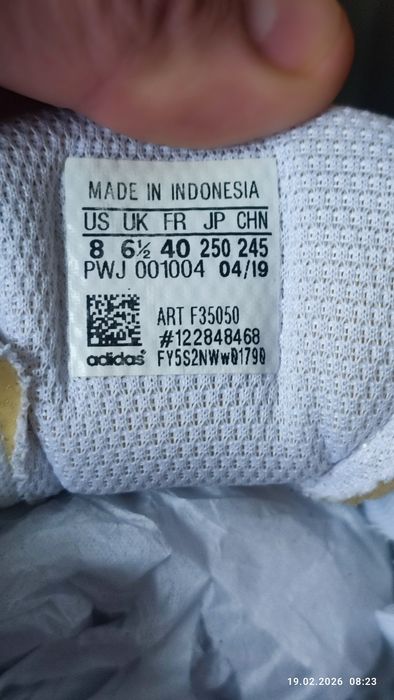 MADE IN INDONESIA
US UK FR JP CHN
8 6½ 40 250 245
PWJ 001004 04/19
ART F35050
#122848468
adidas FY5S2NWw01790
19.02.2026 08:23